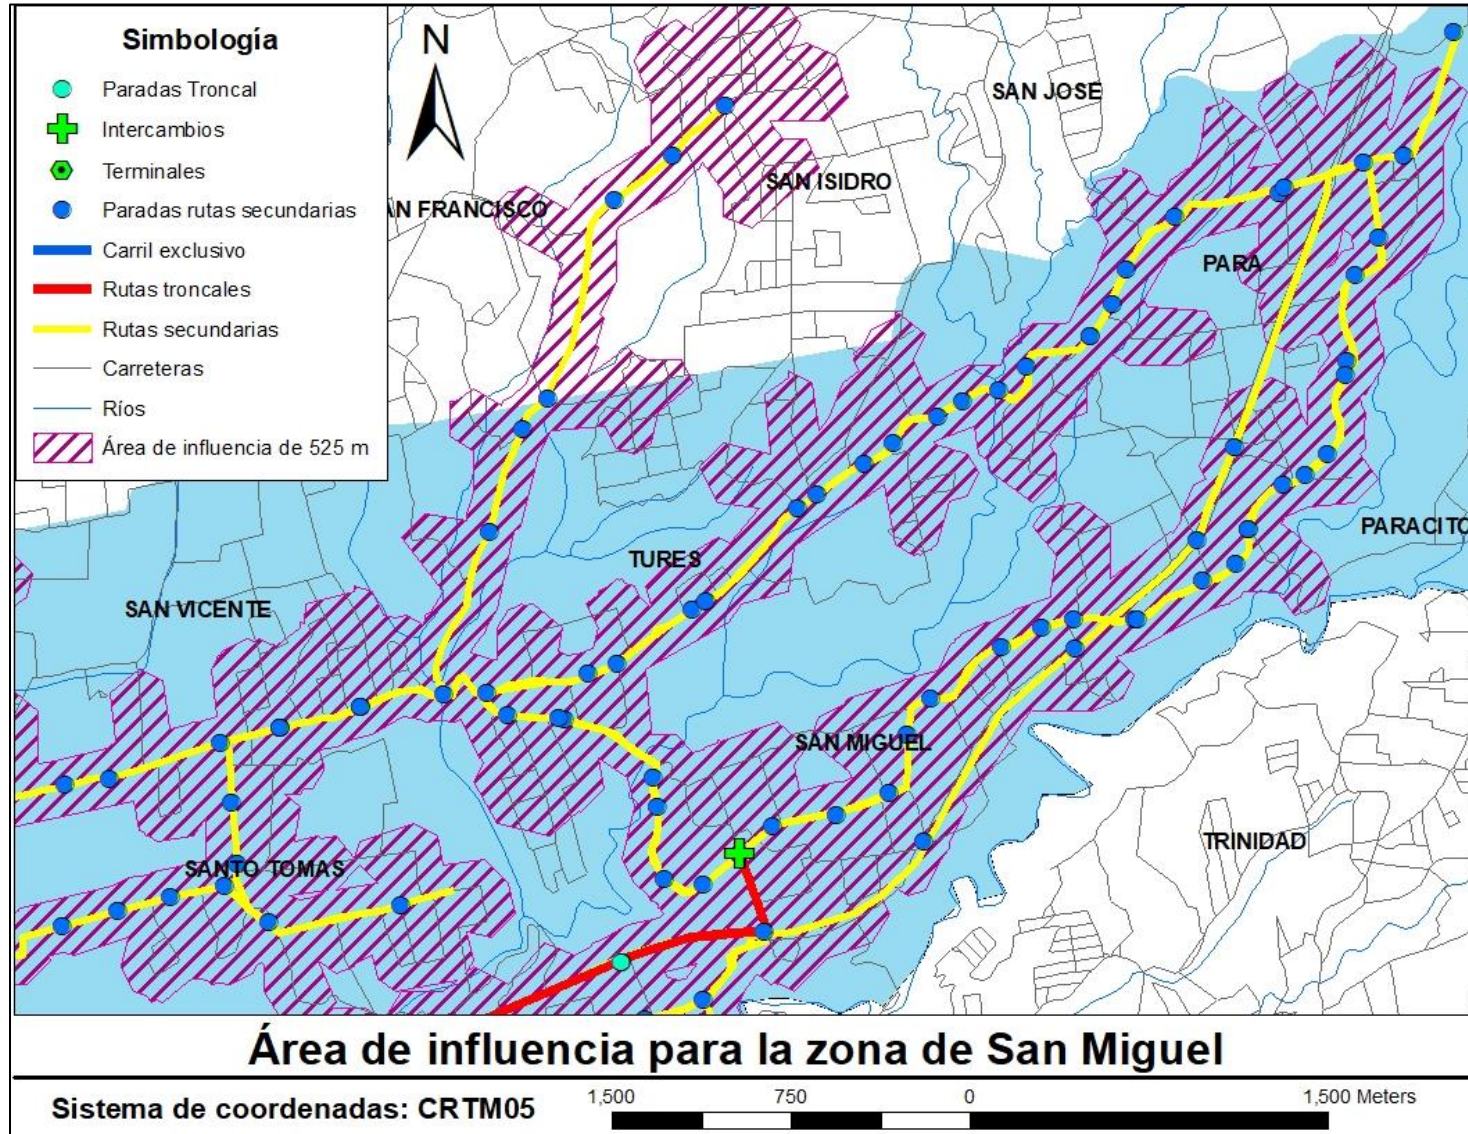 Simbología
Paradas Troncal
Intercambios
Terminales
Paradas rutas secundarias
Carril exclusivo
Rutas troncales
Rutas secundarias
Carreteras
Ríos
Área de influencia de 525 m
N
SAN JOSE
SAN ISIDRO
AN FRANCISCO
PARA
PARACITO
TURES
SAN VICENTE
SAN MIGUEL
TRINIDAD
SANTO TOMAS
Área de influencia para la zona de San Miguel
Sistema de coordenadas: CRTM05
1,500 750 0 1,500 Meters